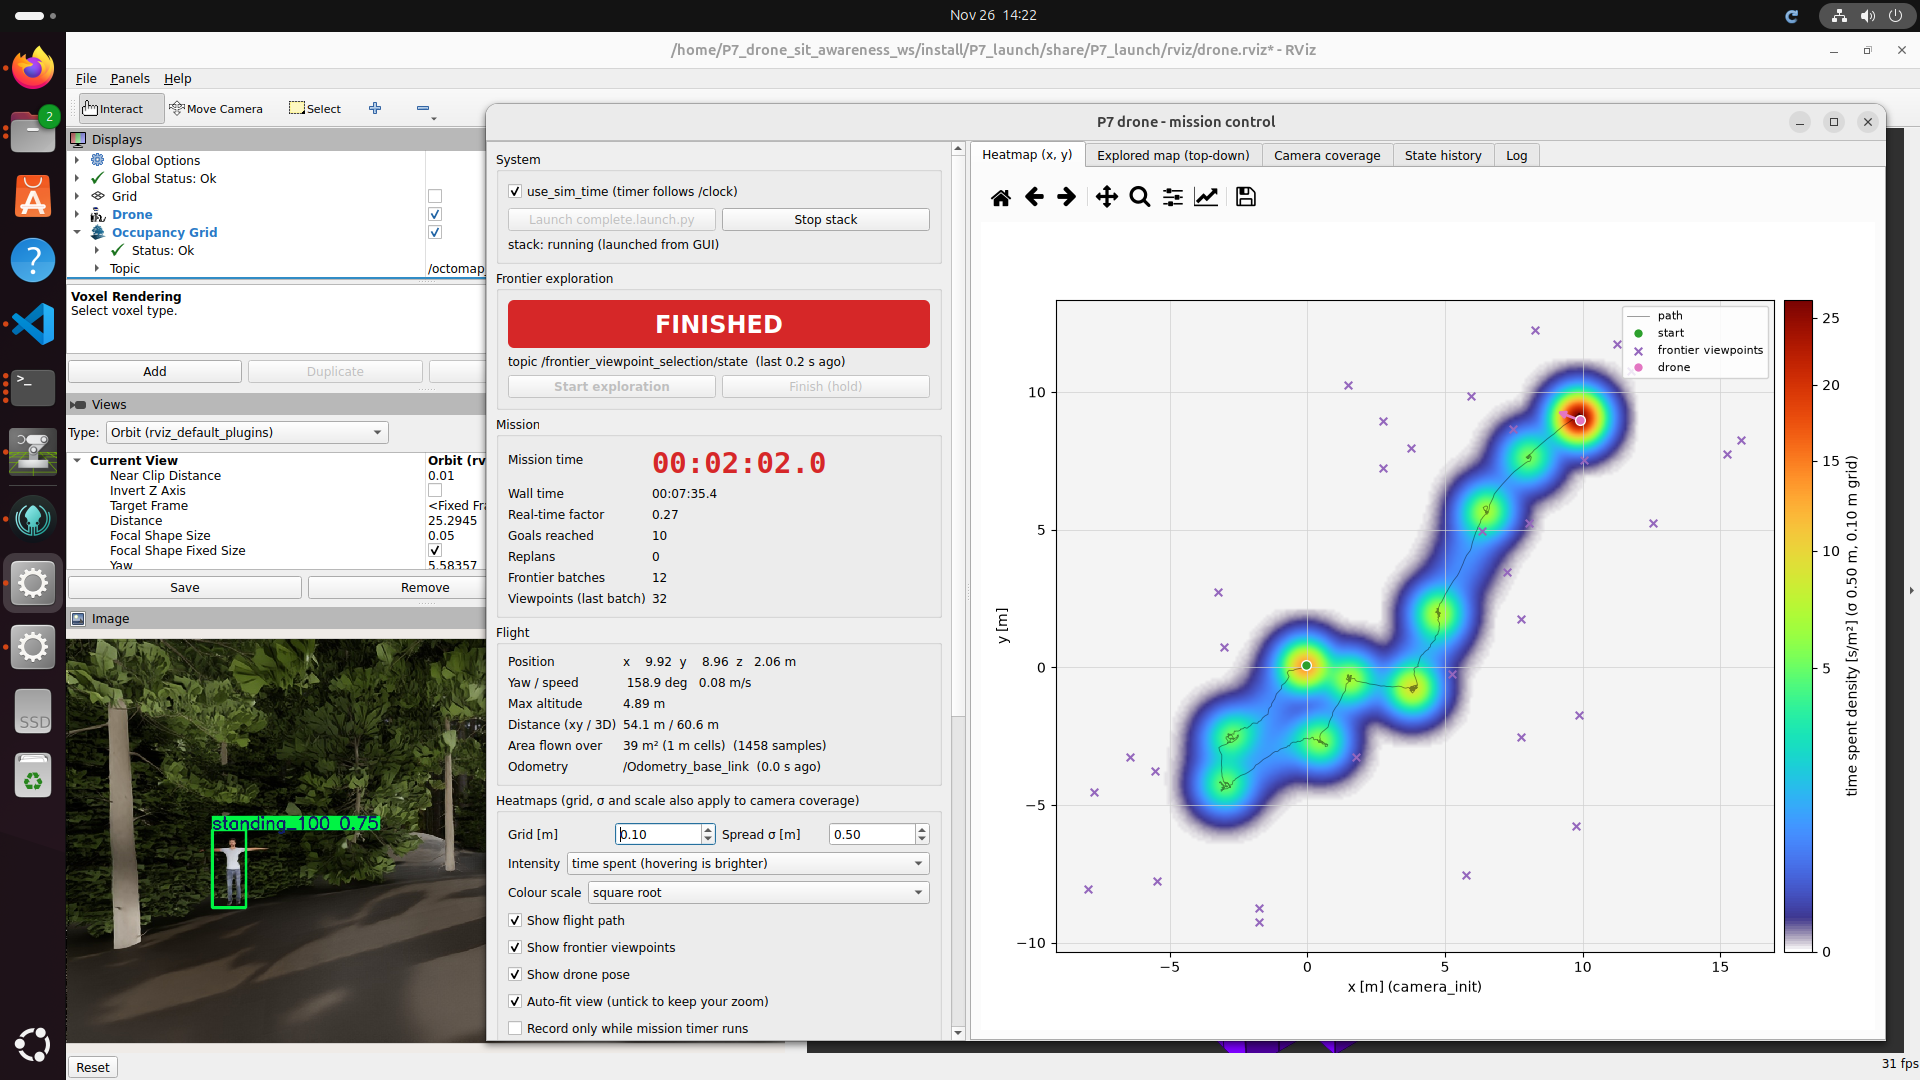 Nov 26 14:22
/home/P7_drone_sit_awareness_ws/install/P7_launch/share/P7_launch/rviz/drone.rviz* - RViz
File Panels Help
Interact Move Camera Select
Displays
Global Options
Global Status: Ok
Grid
Drone
Occupancy Grid
Status: Ok
Topic /octomap
Voxel Rendering
Select voxel type.
Add Duplicate
Views
Type: Orbit (rviz_default_plugins)
Current View Orbit (rv
Near Clip Distance 0.01
Invert Z Axis
Target Frame <Fixed Fr
Distance 25.2945
Focal Shape Size 0.05
Focal Shape Fixed Size
Yaw 5.58357
Save Remove
Image
standing_100 0.75
Reset
31 fps
2
?
>_
SSD
P7 drone - mission control
System
use_sim_time (timer follows /clock)
Launch complete.launch.py Stop stack
stack: running (launched from GUI)
Frontier exploration
FINISHED
topic /frontier_viewpoint_selection/state (last 0.2 s ago)
Start exploration Finish (hold)
Mission
Mission time 00:02:02.0
Wall time 00:07:35.4
Real-time factor 0.27
Goals reached 10
Replans 0
Frontier batches 12
Viewpoints (last batch) 32
Flight
Position x 9.92 y 8.96 z 2.06 m
Yaw / speed 158.9 deg 0.08 m/s
Max altitude 4.89 m
Distance (xy / 3D) 54.1 m / 60.6 m
Area flown over 39 m² (1 m cells) (1458 samples)
Odometry /Odometry_base_link (0.0 s ago)
Heatmaps (grid, σ and scale also apply to camera coverage)
Grid [m] 0.10 Spread σ [m] 0.50
Intensity time spent (hovering is brighter)
Colour scale square root
Show flight path
Show frontier viewpoints
Show drone pose
Auto-fit view (untick to keep your zoom)
Record only while mission timer runs
Heatmap (x, y) Explored map (top-down) Camera coverage State history Log
path
start
frontier viewpoints
drone
10
5
0
−5
−10
y [m]
−5 0 5 10 15
x [m] (camera_init)
25
20
15
10
5
0
time spent density [s/m²] (σ 0.50 m, 0.10 m grid)